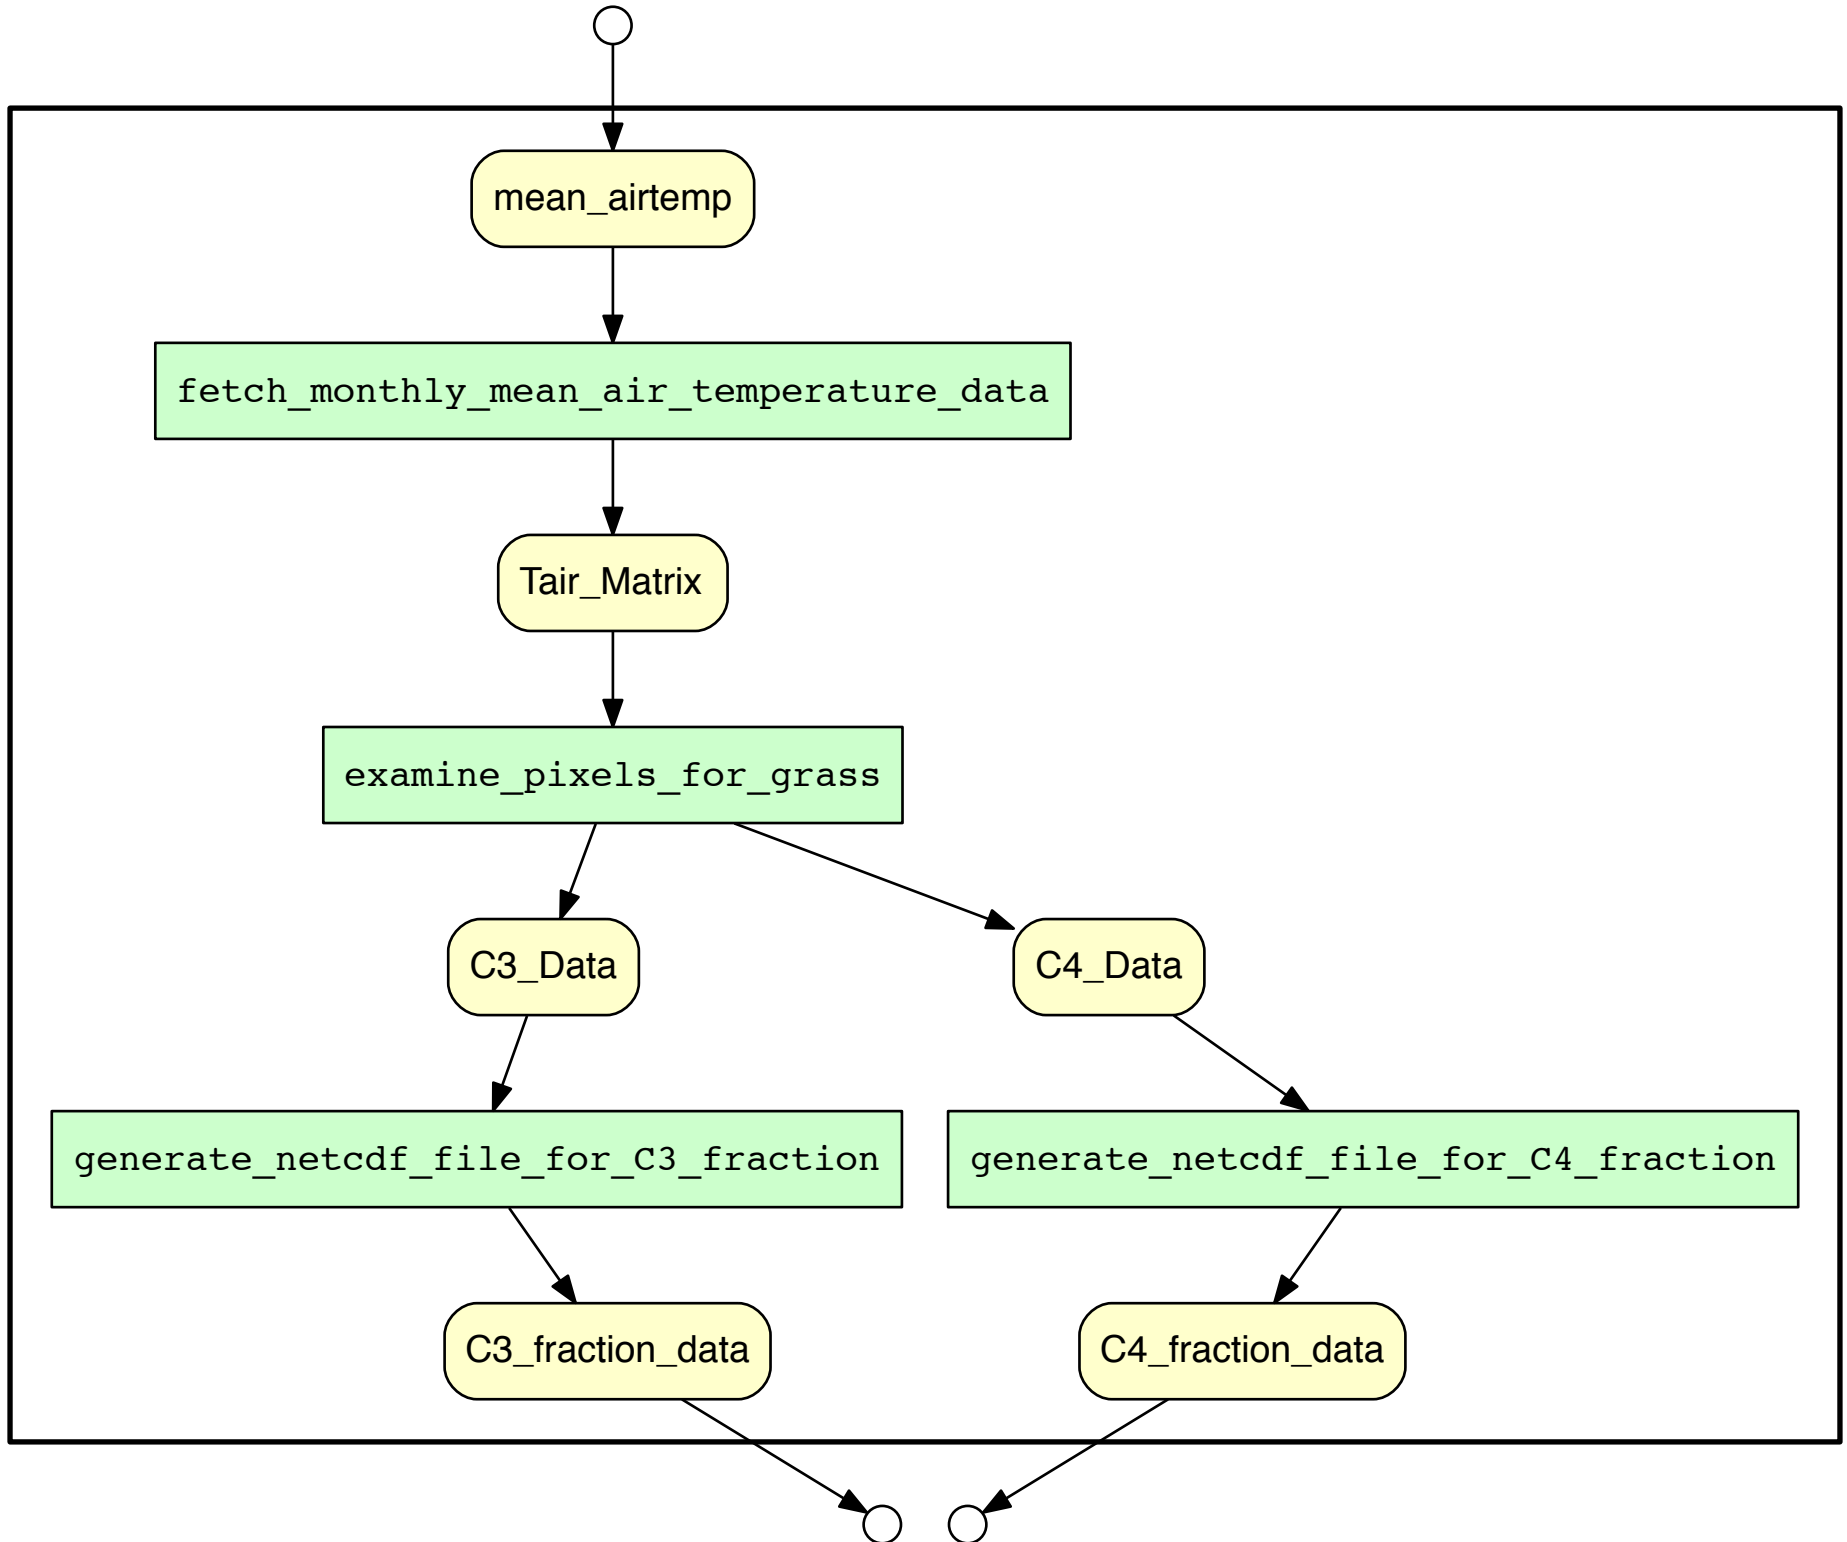 mean_airtemp
fetch_monthly_mean_air_temperature_data
Tair_Matrix
examine_pixels_for_grass
C3_Data
C4_Data
generate_netcdf_file_for_C3_fraction
generate_netcdf_file_for_C4_fraction
C3_fraction_data
C4_fraction_data